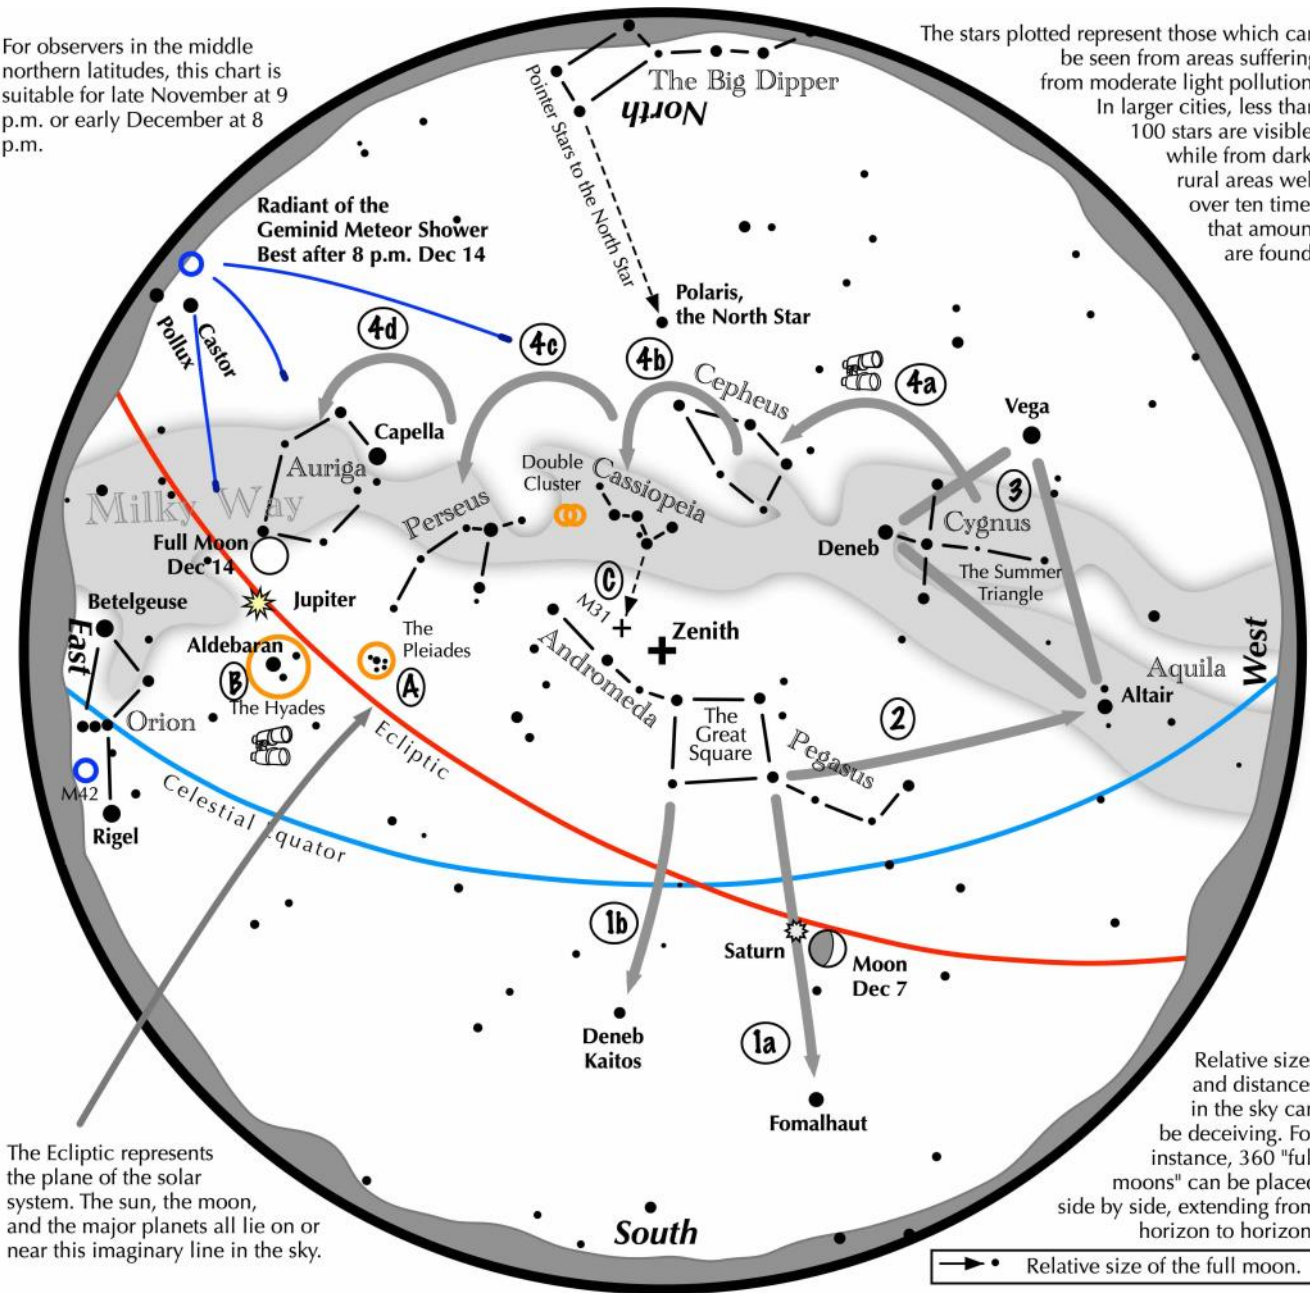 For observers in the middle
northern latitudes, this chart is
suitable for late November at 9
p.m. or early December at 8
p.m.
The stars plotted represent those which can
be seen from areas suffering
from moderate light pollution
In larger cities, less than
100 stars are visible
while from dark
rural areas wel
over ten time
that amoun
are found
The Big Dipper
North
Pointer Stars to the North Star
Radiant of the
Geminid Meteor Shower
Best after 8 p.m. Dec 14
Polaris,
the North Star
Pollux
Castor
4d
4c
4b
4a
Cepheus
Vega
Capella
Auriga
Double
Cluster
Cassiopeia
3
Perseus
Milky Way
Cygnus
Full Moon
Dec 14
Deneb
The Summer
Triangle
C
M31
Betelgeuse
Jupiter
East
Aldebaran
The
Pleiades
Zenith
West
Andromeda
Aquila
Altair
B
A
The Hyades
Orion
The
Great
Square
2
Pegasus
Ecliptic
M42
Celestial Equator
Rigel
1b
Saturn
Moon
Dec 7
Deneb
Kaitos
1a
Fomalhaut
The Ecliptic represents
the plane of the solar
system. The sun, the moon,
and the major planets all lie on or
near this imaginary line in the sky.
South
Relative size
and distance
in the sky can
be deceiving. Fo
instance, 360 "ful
moons" can be placed
side by side, extending from
horizon to horizon
Relative size of the full moon.